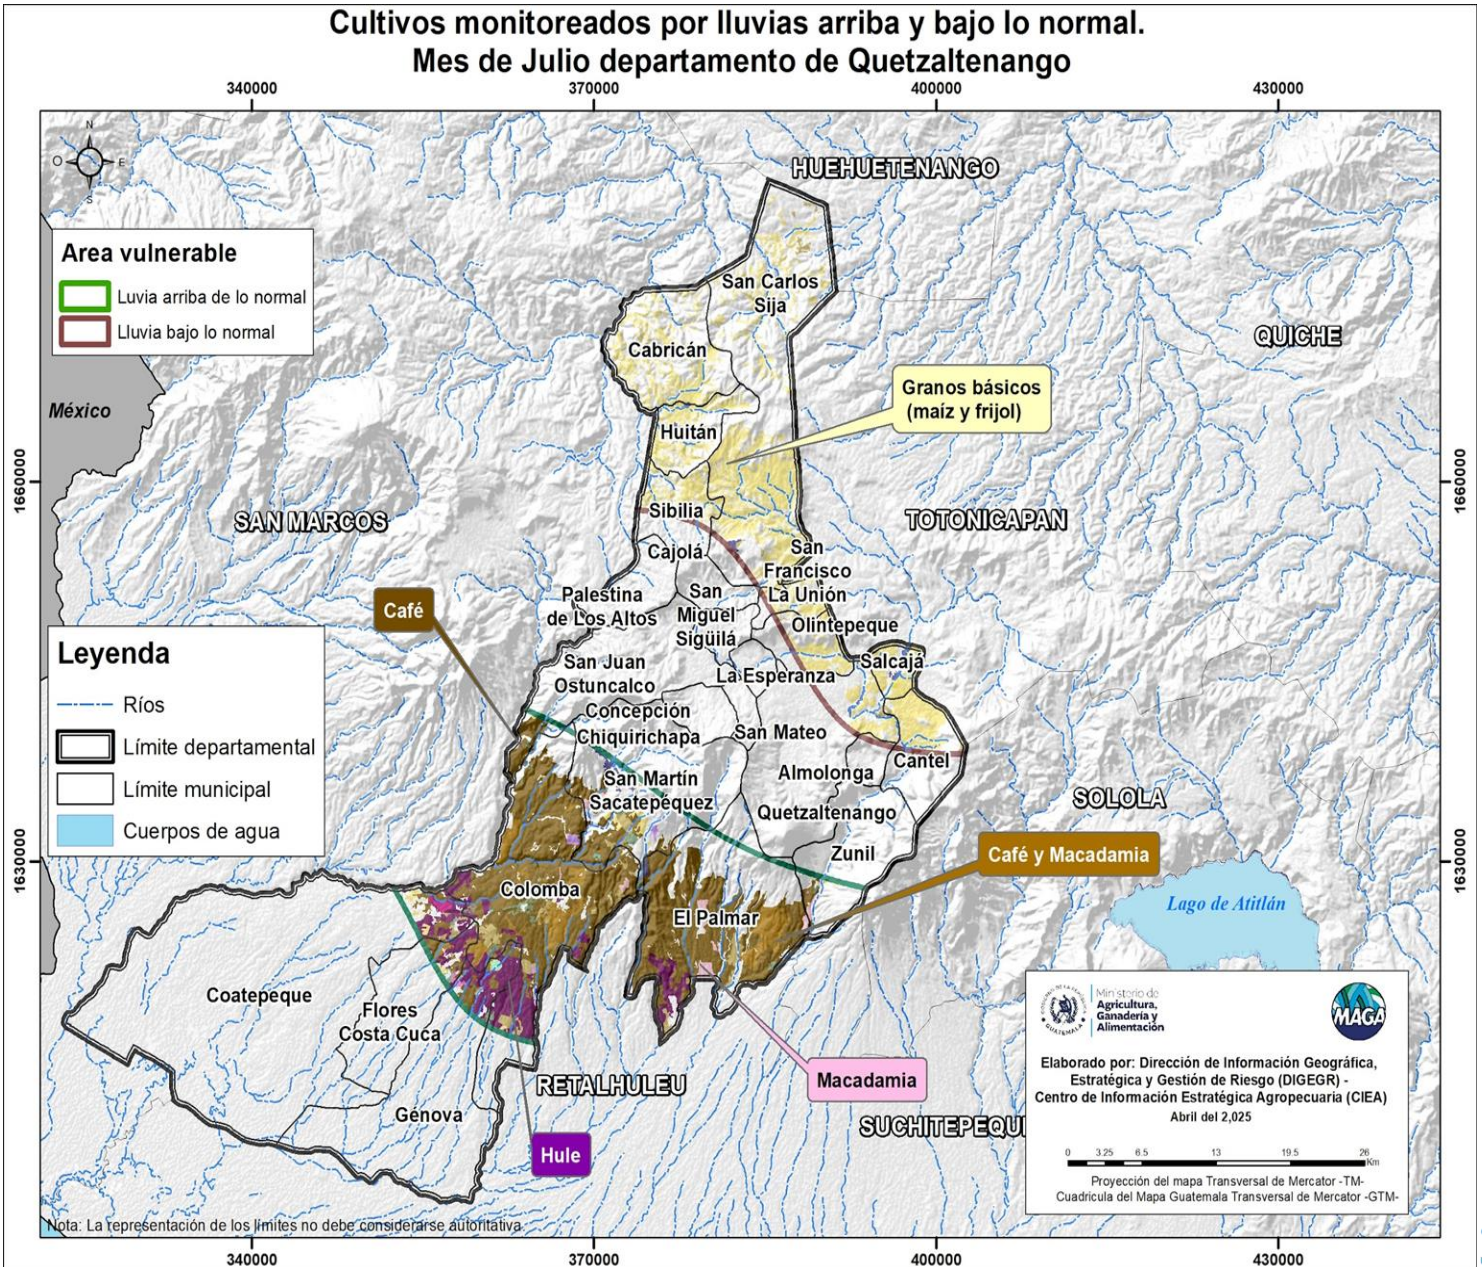 Cultivos monitoreados por lluvias arriba y bajo lo normal.
Mes de Julio departamento de Quetzaltenango
340000
370000
400000
430000
N
O
E
S
HUEHUETENANGO
Area vulnerable
Luvia arriba de lo normal
Lluvia bajo lo normal
San Carlos
Sija
QUICHE
Cabricán
México
Granos básicos
(maíz y frijol)
Huitán
1660000
1660000
Sibilia
SAN MARCOS
TOTONICAPAN
Cajolá
San
Francisco
La Unión
Palestina
de Los Altos
San
Miguel
Sigüilá
Café
Olintepeque
Leyenda
Ríos
Límite departamental
Límite municipal
Cuerpos de agua
San Juan
Ostuncalco
Salcajá
La Esperanza
Concepción
Chiquirichapa
San Mateo
Cantel
Almolonga
San Martín
Sacatepéquez
Quetzaltenango
SOLOLA
Zunil
Café y Macadamia
1630000
1630000
Colomba
El Palmar
Lago de Atitlán
Coatepeque
Flores
Costa Cuca
Génova
RETALHULEU
Macadamia
SUCHITEPEQU
Hule
Ministerio de
Agricultura,
Ganadería y
Alimentación
MAGA
Elaborado por: Dirección de Información Geográfica,
Estratégica y Gestión de Riesgo (DIGEGR) -
Centro de Información Estratégica Agropecuaria (CIEA)
Abril del 2,025
0 3.25 6.5 13 19.5 26
Km
Proyección del mapa Transversal de Mercator -TM-
Cuadricula del Mapa Guatemala Transversal de Mercator -GTM-
Nota: La representación de los límites no debe considerarse autoritativa
340000
370000
400000
430000